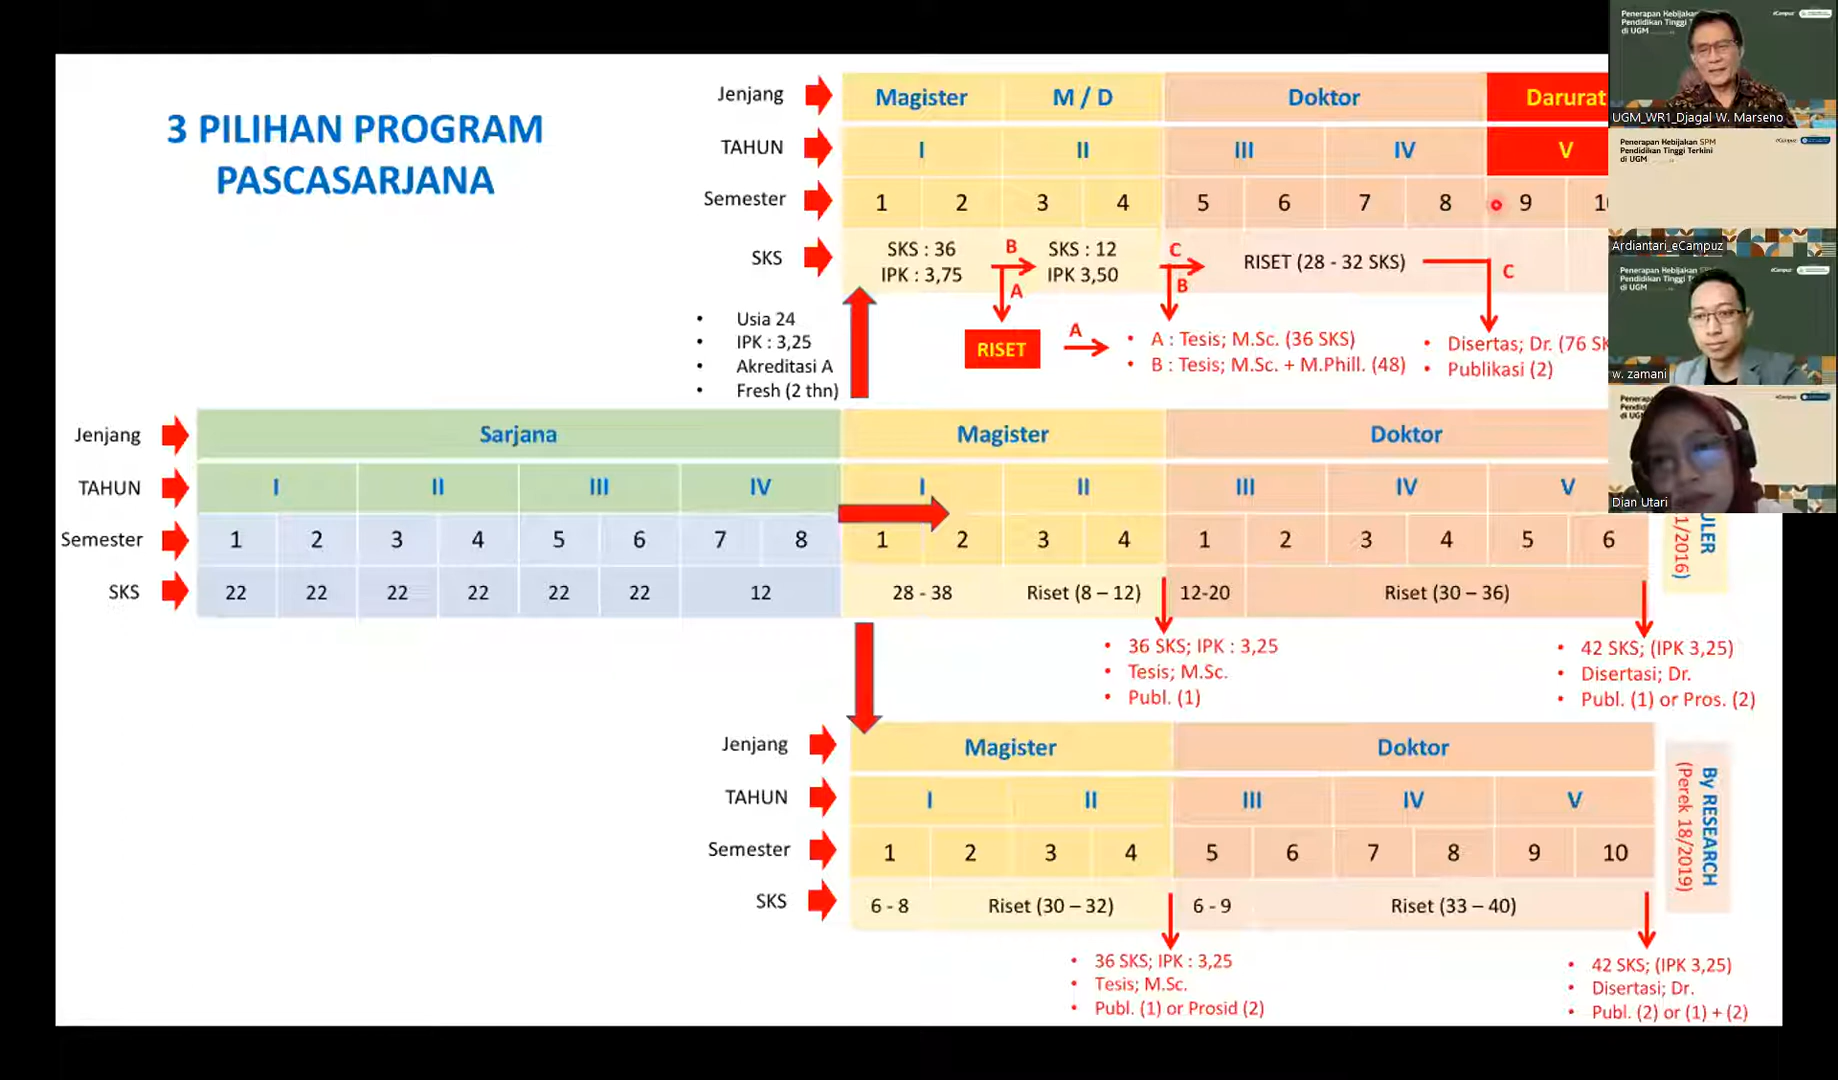 3 PILIHAN PROGRAM
PASCASARJANA
Jenjang Magister M / D Doktor Darurat
TAHUN I II III IV V
Semester 1 2 3 4 5 6 7 8 9
SKS SKS : 36 B SKS : 12 C RISET (28 - 32 SKS) C
IPK : 3,75 A IPK 3,50 B
• Usia 24
• IPK : 3,25
• Akreditasi A
• Fresh (2 thn)
RISET A
• A : Tesis; M.Sc. (36 SKS)
• B : Tesis; M.Sc. + M.Phill. (48)
• Disertas; Dr. (76 SK
• Publikasi (2)
Jenjang Sarjana Magister Doktor
TAHUN I II III IV I II III IV V
Semester 1 2 3 4 5 6 7 8 1 2 3 4 1 2 3 4 5 6
SKS 22 22 22 22 22 22 12 28 - 38 Riset (8 – 12) 12-20 Riset (30 – 36)
ULER
1/2016)
• 36 SKS; IPK : 3,25
• Tesis; M.Sc.
• Publ. (1)
• 42 SKS; (IPK 3,25)
• Disertasi; Dr.
• Publ. (1) or Pros. (2)
Jenjang Magister Doktor
TAHUN I II III IV V
Semester 1 2 3 4 5 6 7 8 9 10
SKS 6 - 8 Riset (30 – 32) 6 - 9 Riset (33 – 40)
By RESEARCH
(Perek 18/2019)
• 36 SKS; IPK : 3,25
• Tesis; M.Sc.
• Publ. (1) or Prosid (2)
• 42 SKS; (IPK 3,25)
• Disertasi; Dr.
• Publ. (2) or (1) + (2)
Penerapan Kebijakan
Pendidikan Tinggi T
di UGM
eCampuz
UGM_WR1_Djagal W. Marseno
Penerapan Kebijakan SPM
Pendidikan Tinggi Terkini
di UGM
eCampuz
Ardiantari_eCampuz
Penerapan Kebijakan
Pendidikan Tinggi
di UGM
eCampuz
w. zamani
Penerapan
Pendid
di UG
eCampuz
Dian Utari